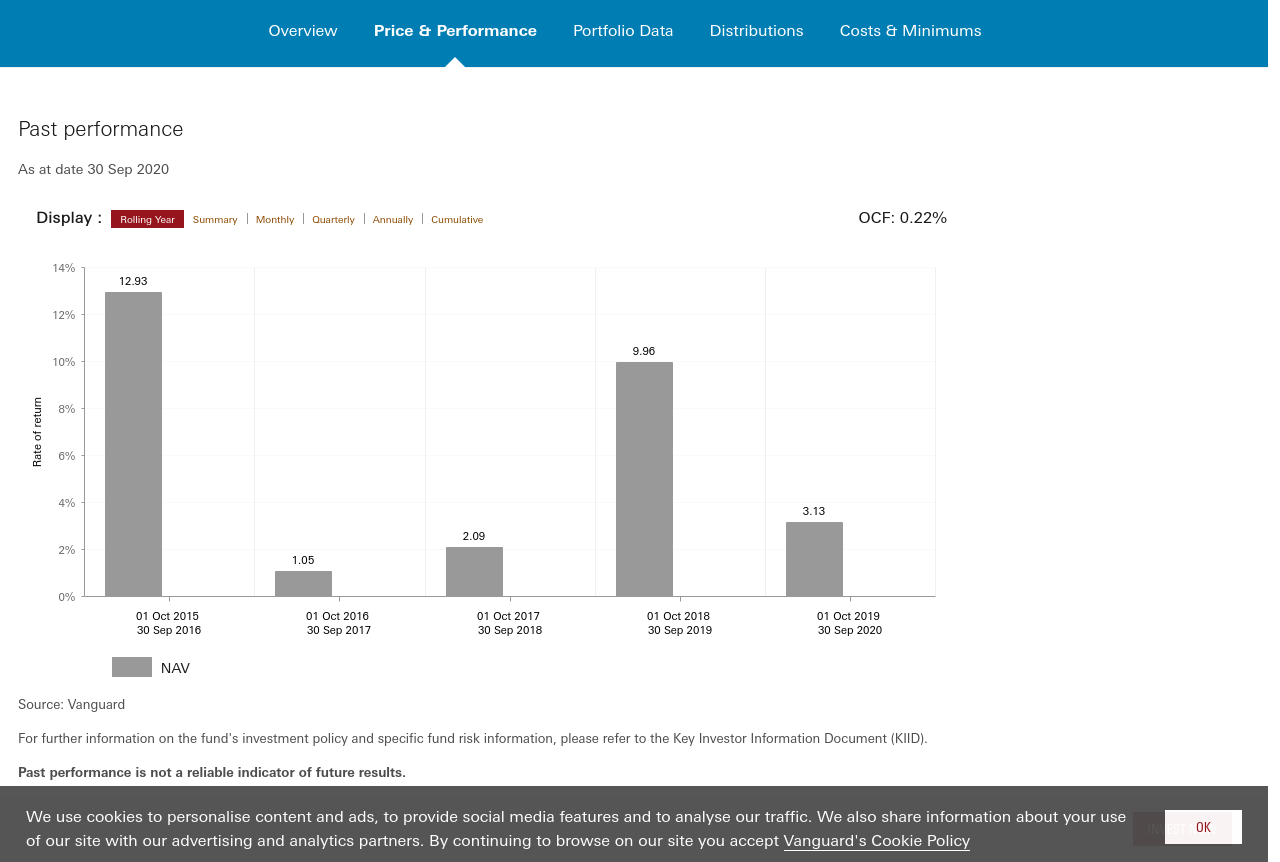 Overview Price & Performance Portfolio Data Distributions Costs & Minimums
Past performance
As at date 30 Sep 2020
Display : Rolling Year Summary Monthly Quarterly Annually Cumulative OCF: 0.22%
14%
12%
10%
8%
6%
4%
2%
0%
Rate of return
12.93
1.05
2.09
9.96
3.13
01 Oct 2015
30 Sep 2016
01 Oct 2016
30 Sep 2017
01 Oct 2017
30 Sep 2018
01 Oct 2018
30 Sep 2019
01 Oct 2019
30 Sep 2020
NAV
Source: Vanguard
For further information on the fund's investment policy and specific fund risk information, please refer to the Key Investor Information Document (KIID).
Past performance is not a reliable indicator of future results.
We use cookies to personalise content and ads, to provide social media features and to analyse our traffic. We also share information about your use
of our site with our advertising and analytics partners. By continuing to browse on our site you accept Vanguard's Cookie Policy
OK